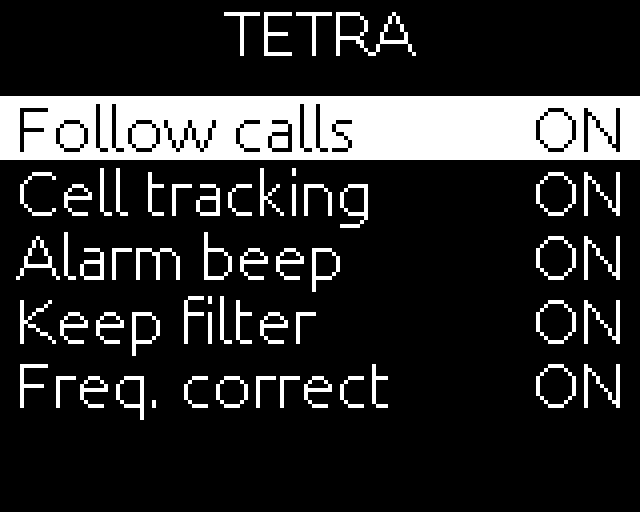 TETRA
Follow calls ON
Cell tracking ON
Alarm beep ON
Keep filter ON
Freq. correct ON